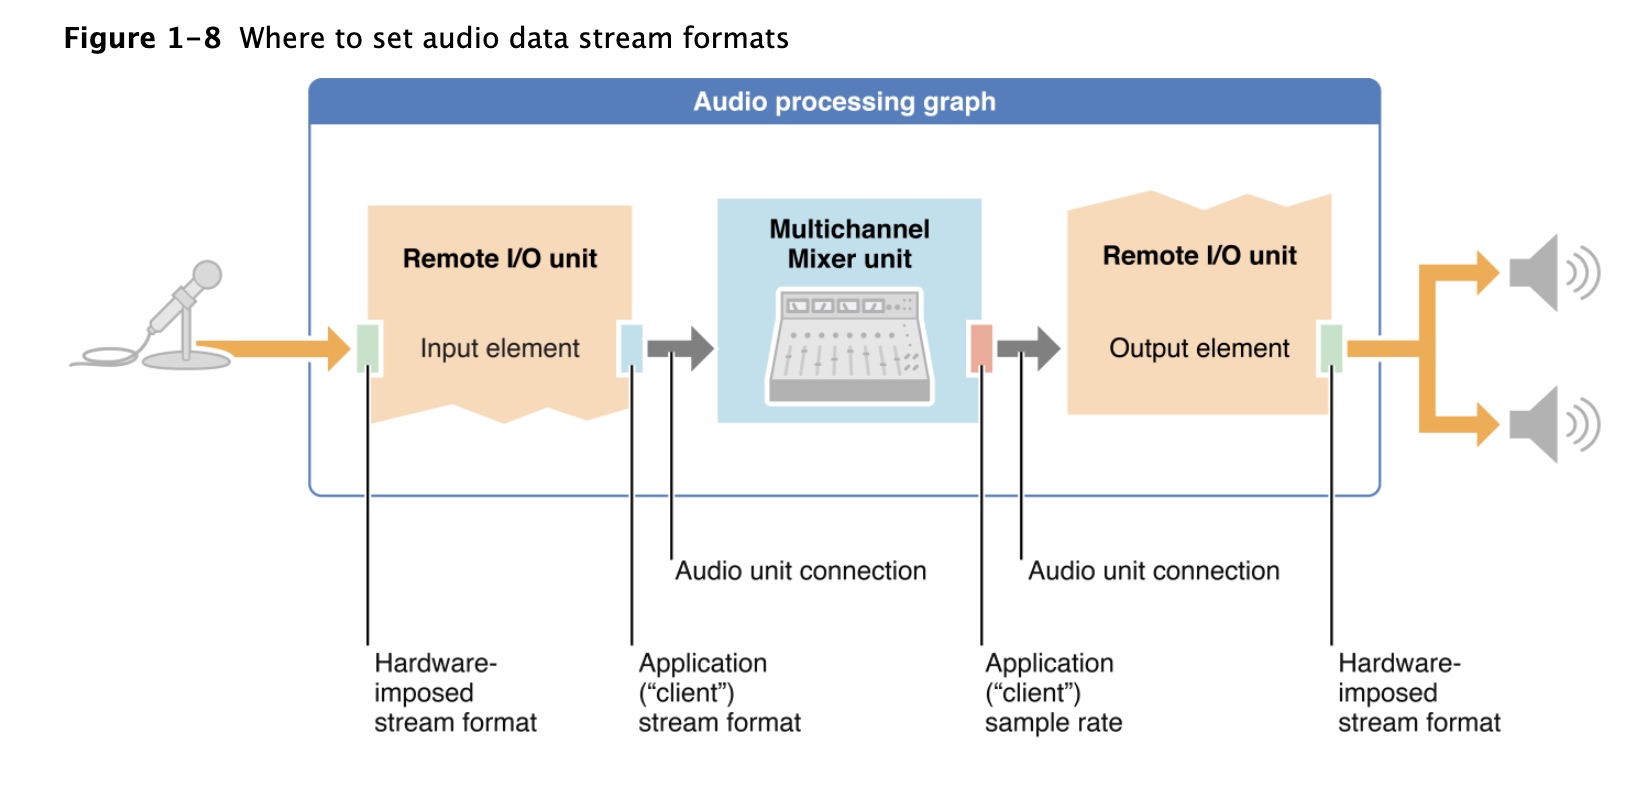 Figure 1–8 Where to set audio data stream formats
Audio processing graph
Remote I/O unit
Input element
Multichannel
Mixer unit
Remote I/O unit
Output element
Audio unit connection
Audio unit connection
Hardware-
imposed
stream format
Application
(“client”)
stream format
Application
(“client”)
sample rate
Hardware-
imposed
stream format